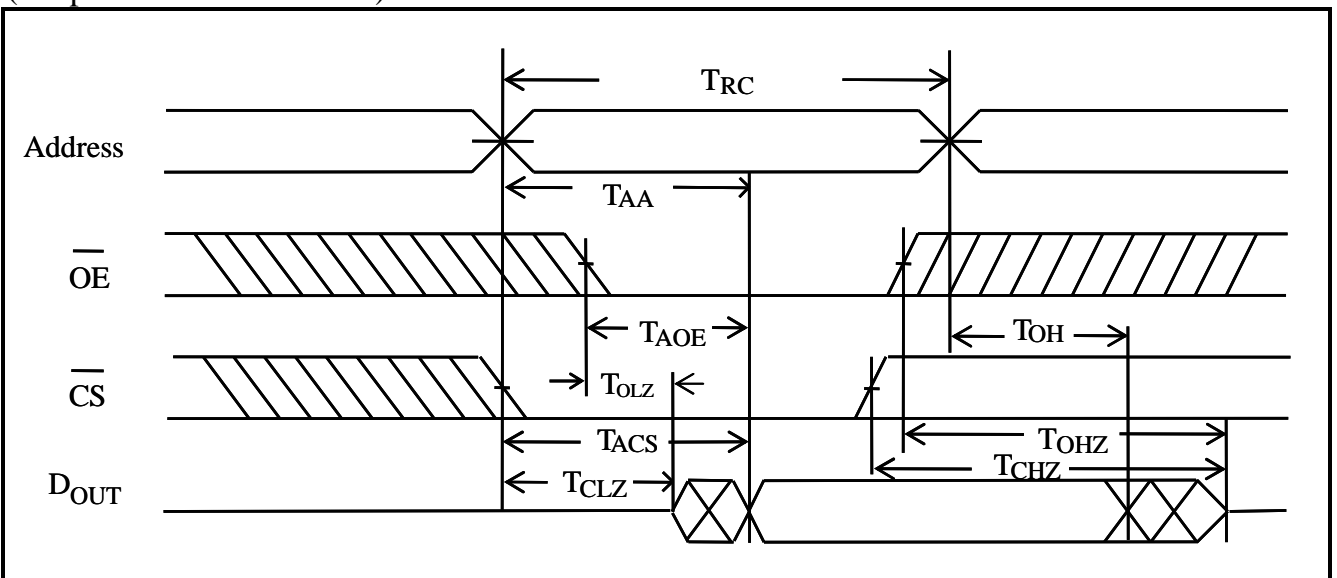 TRC
Address
TAA
OE
TAOE
TOH
CS
TOLZ
TACS
TOHZ
TCHZ
TCLZ
DOUT